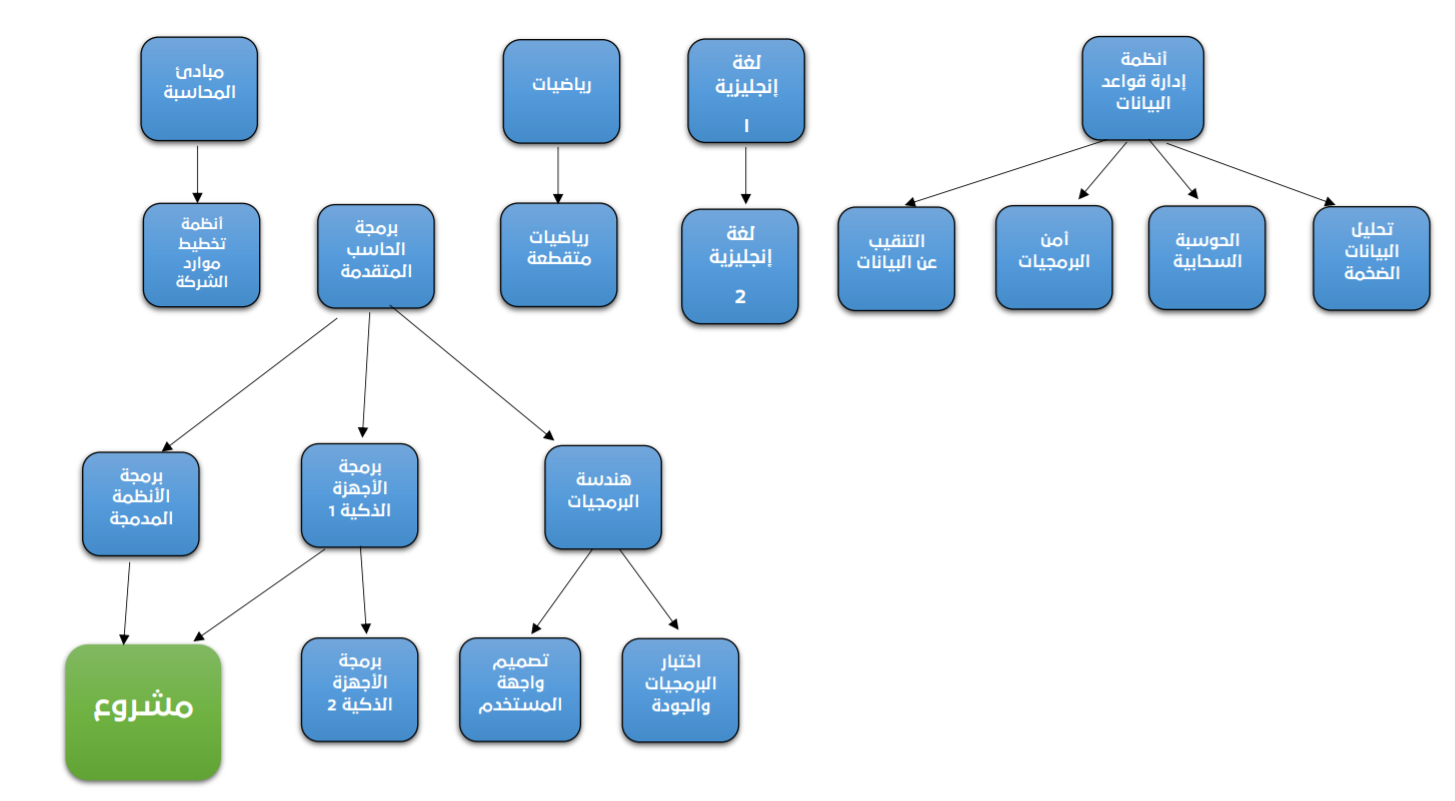 مبادئ
المحاسبة
رياضيات
لغة
إنجليزية
1
أنظمة
إدارة قواعد
البيانات
أنظمة
تخطيط
موارد
الشركة
برمجة
الحاسب
المتقدمة
رياضيات
متقطعة
لغة
إنجليزية
2
التنقيب
عن البيانات
أمن
البرمجيات
الحوسبة
السحابية
تحليل
البيانات
الضخمة
برمجة
الأنظمة
المدمجة
برمجة
الأجهزة
الذكية 1
هندسة
البرمجيات
مشروع
برمجة
الأجهزة
الذكية 2
تصميم
واجهة
المستخدم
اختبار
البرمجيات
والجودة